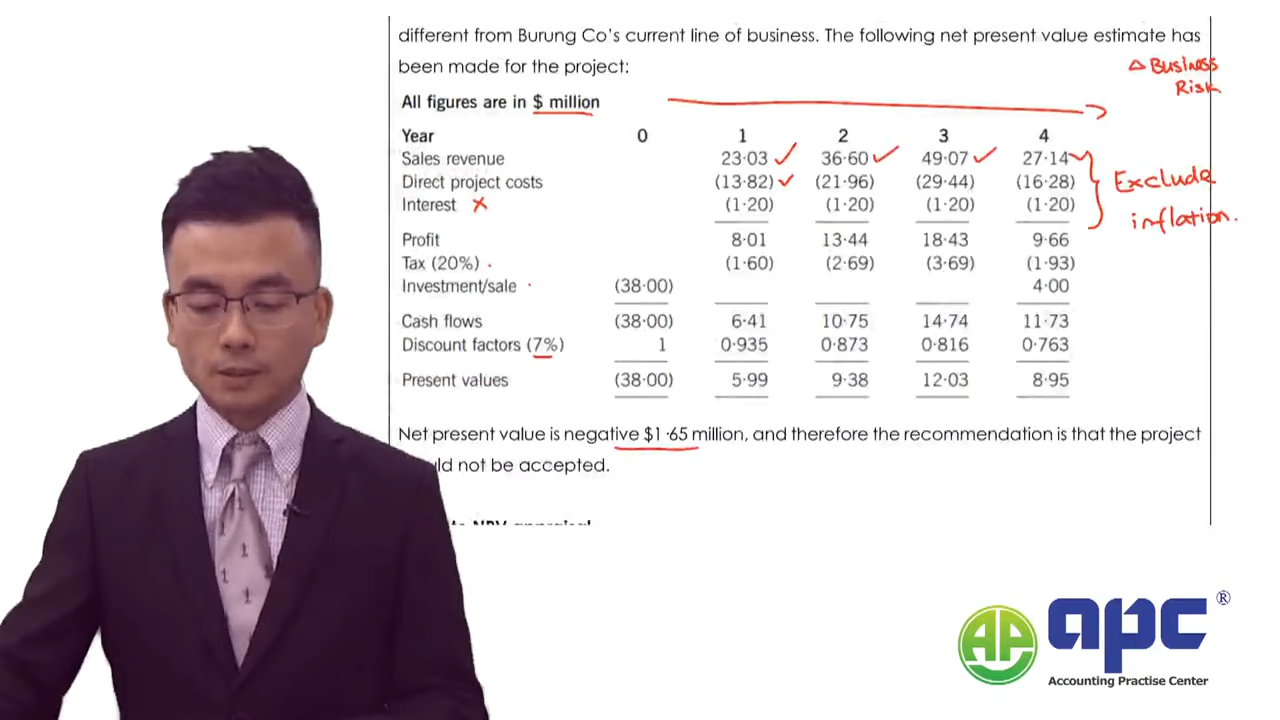 different from Burung Co's current line of business. The following net present value estimate has
been made for the project:
△ Business
Risk
All figures are in $ million
Year 0 1 2 3 4
Sales revenue 23·03 36·60 49·07 27·14
Direct project costs (13·82) (21·96) (29·44) (16·28)
Interest (1·20) (1·20) (1·20) (1·20)
Exclude
inflation.
Profit 8·01 13·44 18·43 9·66
Tax (20%) (1·60) (2·69) (3·69) (1·93)
Investment/sale (38·00) 4·00
Cash flows (38·00) 6·41 10·75 14·74 11·73
Discount factors (7%) 1 0·935 0·873 0·816 0·763
Present values (38·00) 5·99 9·38 12·03 8·95
Net present value is negative $1·65 million, and therefore the recommendation is that the project
not be accepted.
AP apc ®
Accounting Practise Center